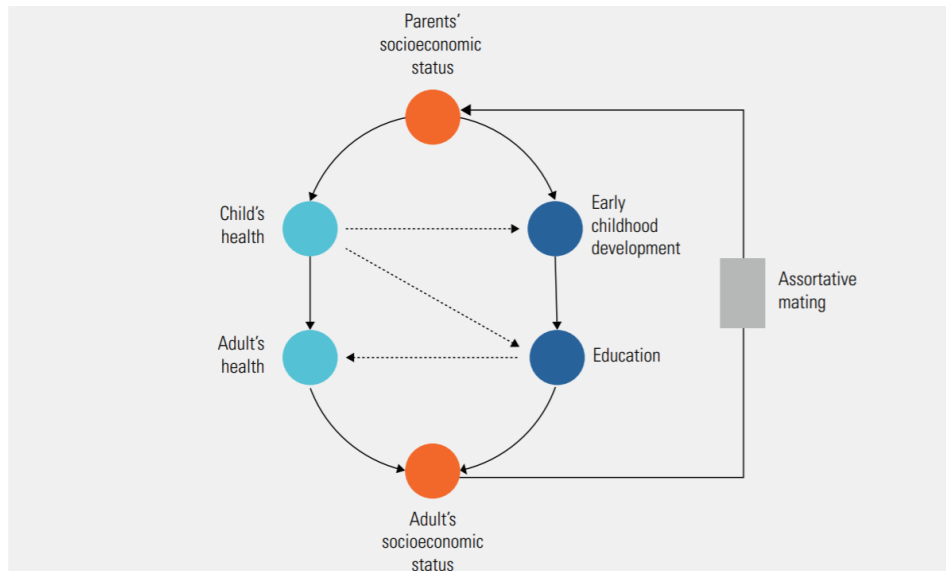 Parents’
socioeconomic
status
Child’s
health
Early
childhood
development
Assortative
mating
Adult’s
health
Education
Adult’s
socioeconomic
status